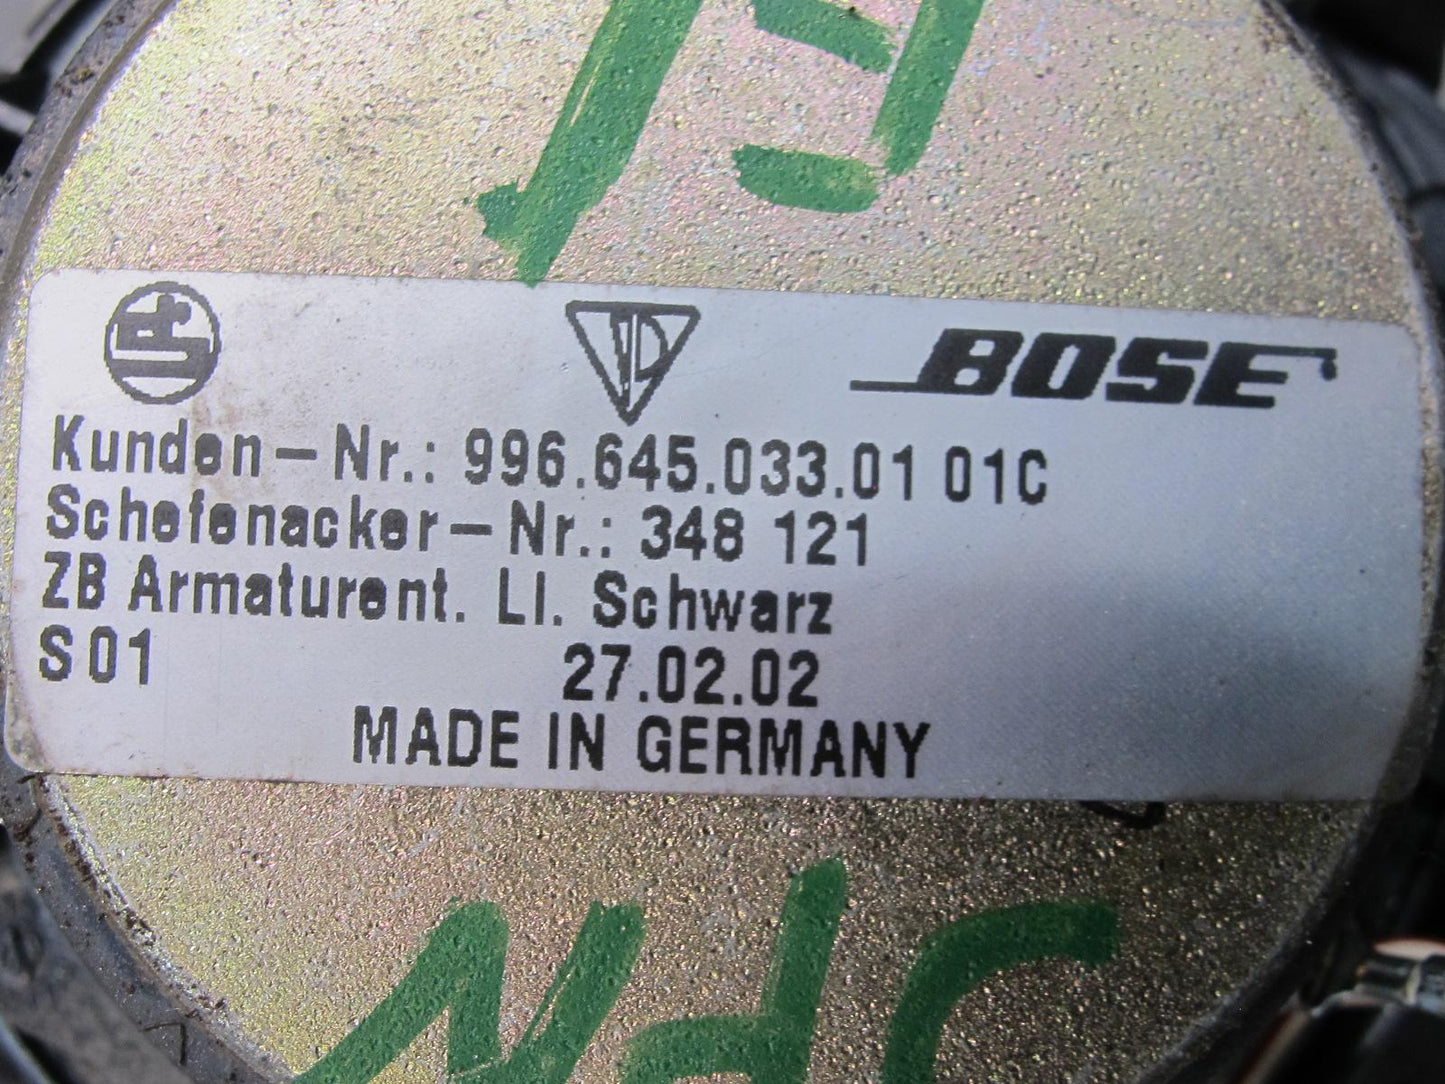 BOSE
Kunden-Nr.: 996.645.033.01 01C
Schefenacker-Nr.: 348 121
ZB Armaturent. LI. Schwarz
S01 27.02.02
MADE IN GERMANY